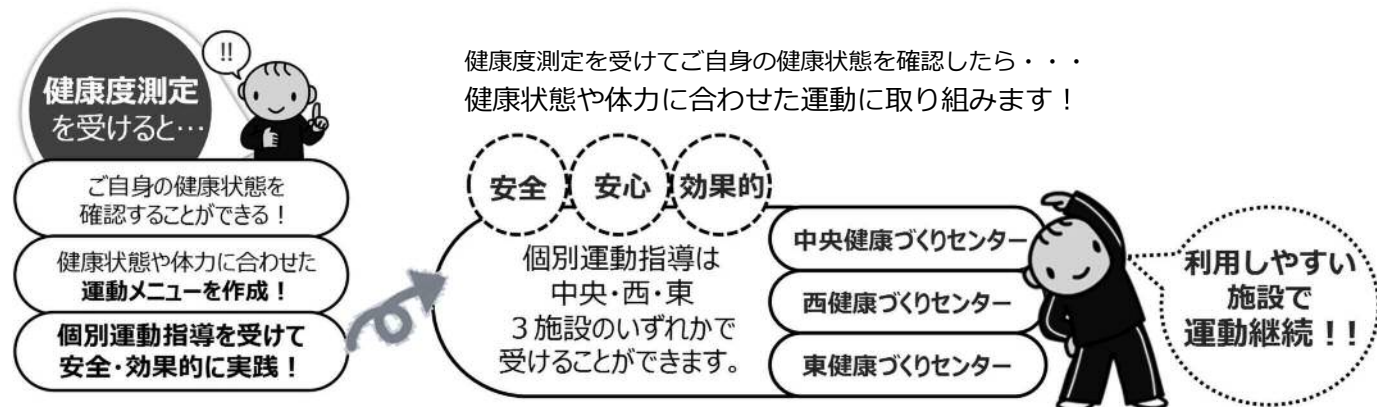 健康度測定
を受けると…
!!
ご自身の健康状態を
確認することができる！
健康状態や体力に合わせた
運動メニューを作成！
個別運動指導を受けて
安全・効果的に実践！
健康度測定を受けてご自身の健康状態を確認したら・・・
健康状態や体力に合わせた運動に取り組みます！
安全
安心
効果的
個別運動指導は
中央・西・東
３施設のいずれかで
受けることができます。
中央健康づくりセンター
西健康づくりセンター
東健康づくりセンター
利用しやすい
施設で
運動継続！！